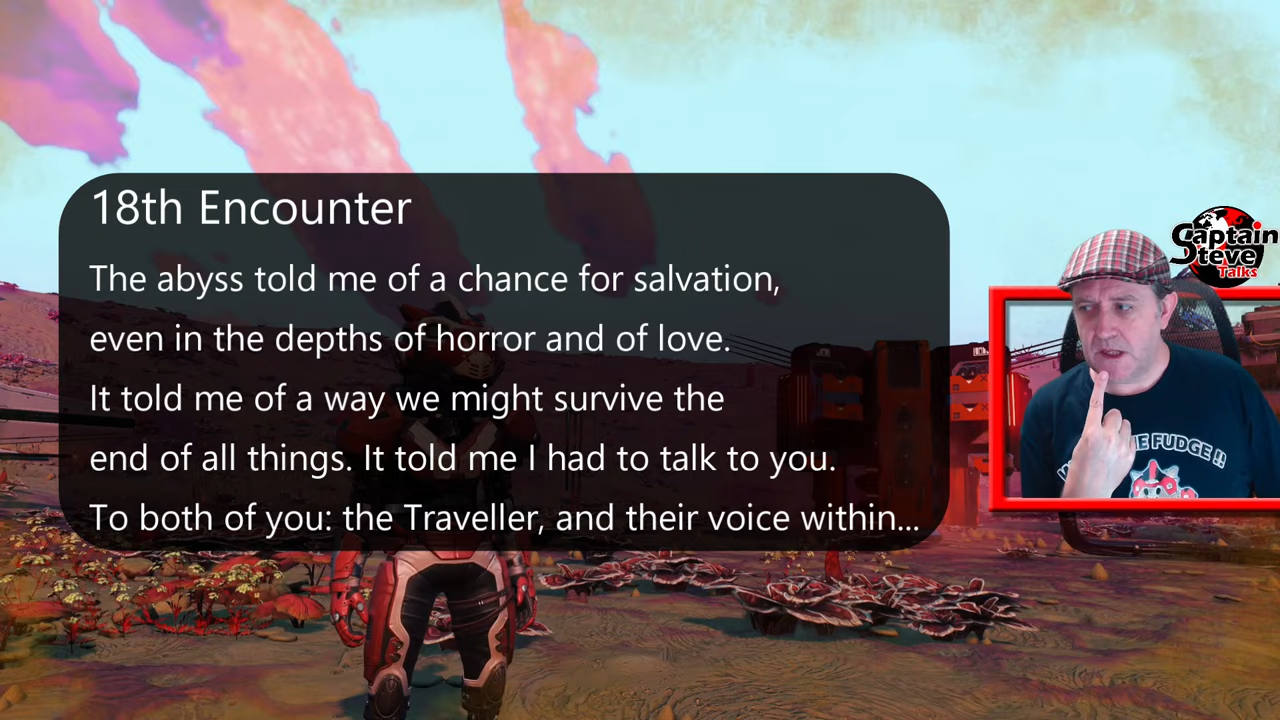 18th Encounter
The abyss told me of a chance for salvation,
even in the depths of horror and of love.
It told me of a way we might survive the
end of all things. It told me I had to talk to you.
To both of you: the Traveller, and their voice within...
Captain
Steve
Talks
THE FUDGE !!